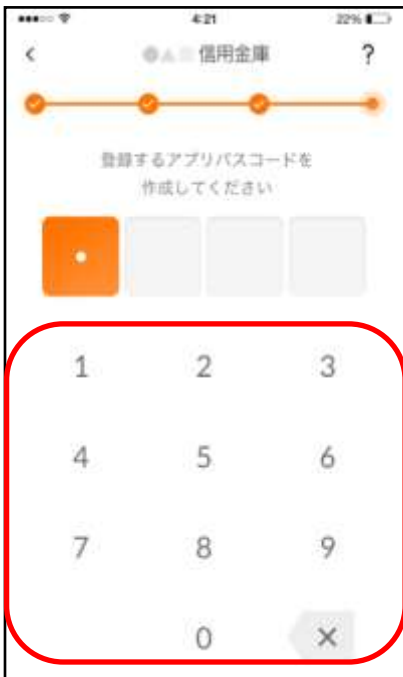 4:21 22%
< ●▲■信用金庫 ?
登録するアプリパスコードを
作成してください
1 2 3
4 5 6
7 8 9
0 ×